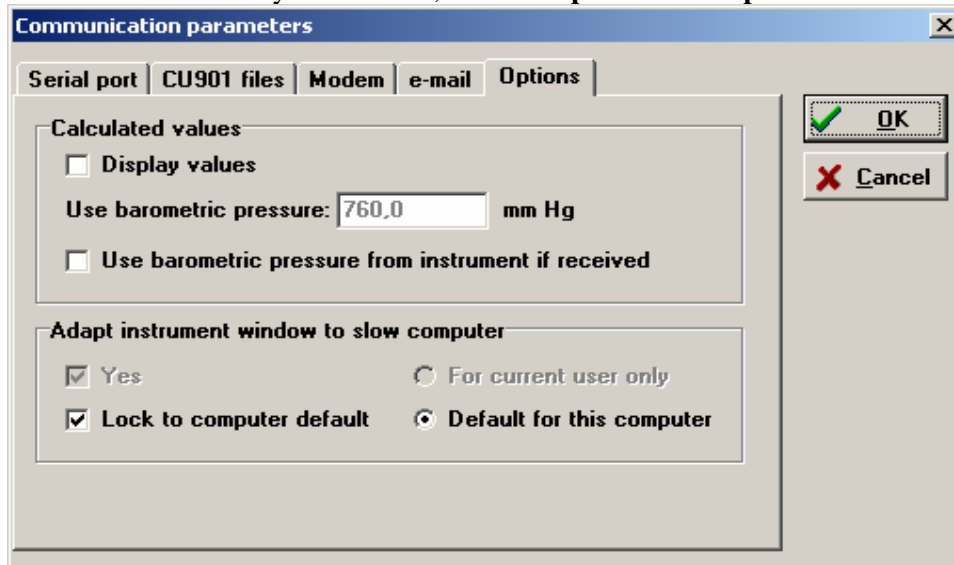 Communication parameters
Serial port CU901 files Modem e-mail Options
OK
Cancel
Calculated values
Display values
Use barometric pressure: 760,0 mm Hg
Use barometric pressure from instrument if received
Adapt instrument window to slow computer
Yes For current user only
Lock to computer default Default for this computer